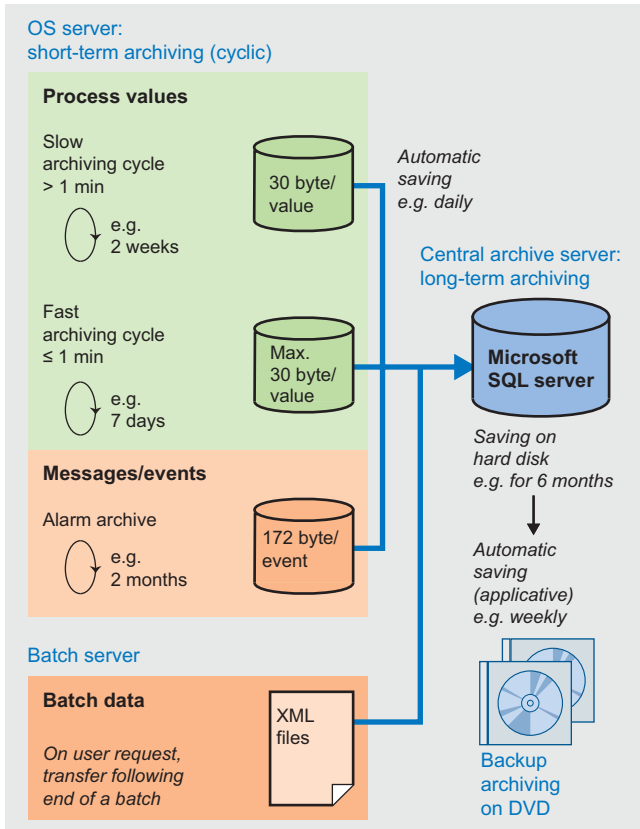 OS server:
short-term archiving (cyclic)
Process values
Slow
archiving cycle
> 1 min
e.g.
2 weeks
30 byte/
value
Fast
archiving cycle
≤ 1 min
e.g.
7 days
Max.
30 byte/
value
Messages/events
Alarm archive
e.g.
2 months
172 byte/
event
Batch server
Batch data
On user request,
transfer following
end of a batch
XML
files
Automatic
saving
e.g. daily
Central archive server:
long-term archiving
Microsoft
SQL server
Saving on
hard disk
e.g. for 6 months
Automatic
saving
(applicative)
e.g. weekly
Backup
archiving
on DVD